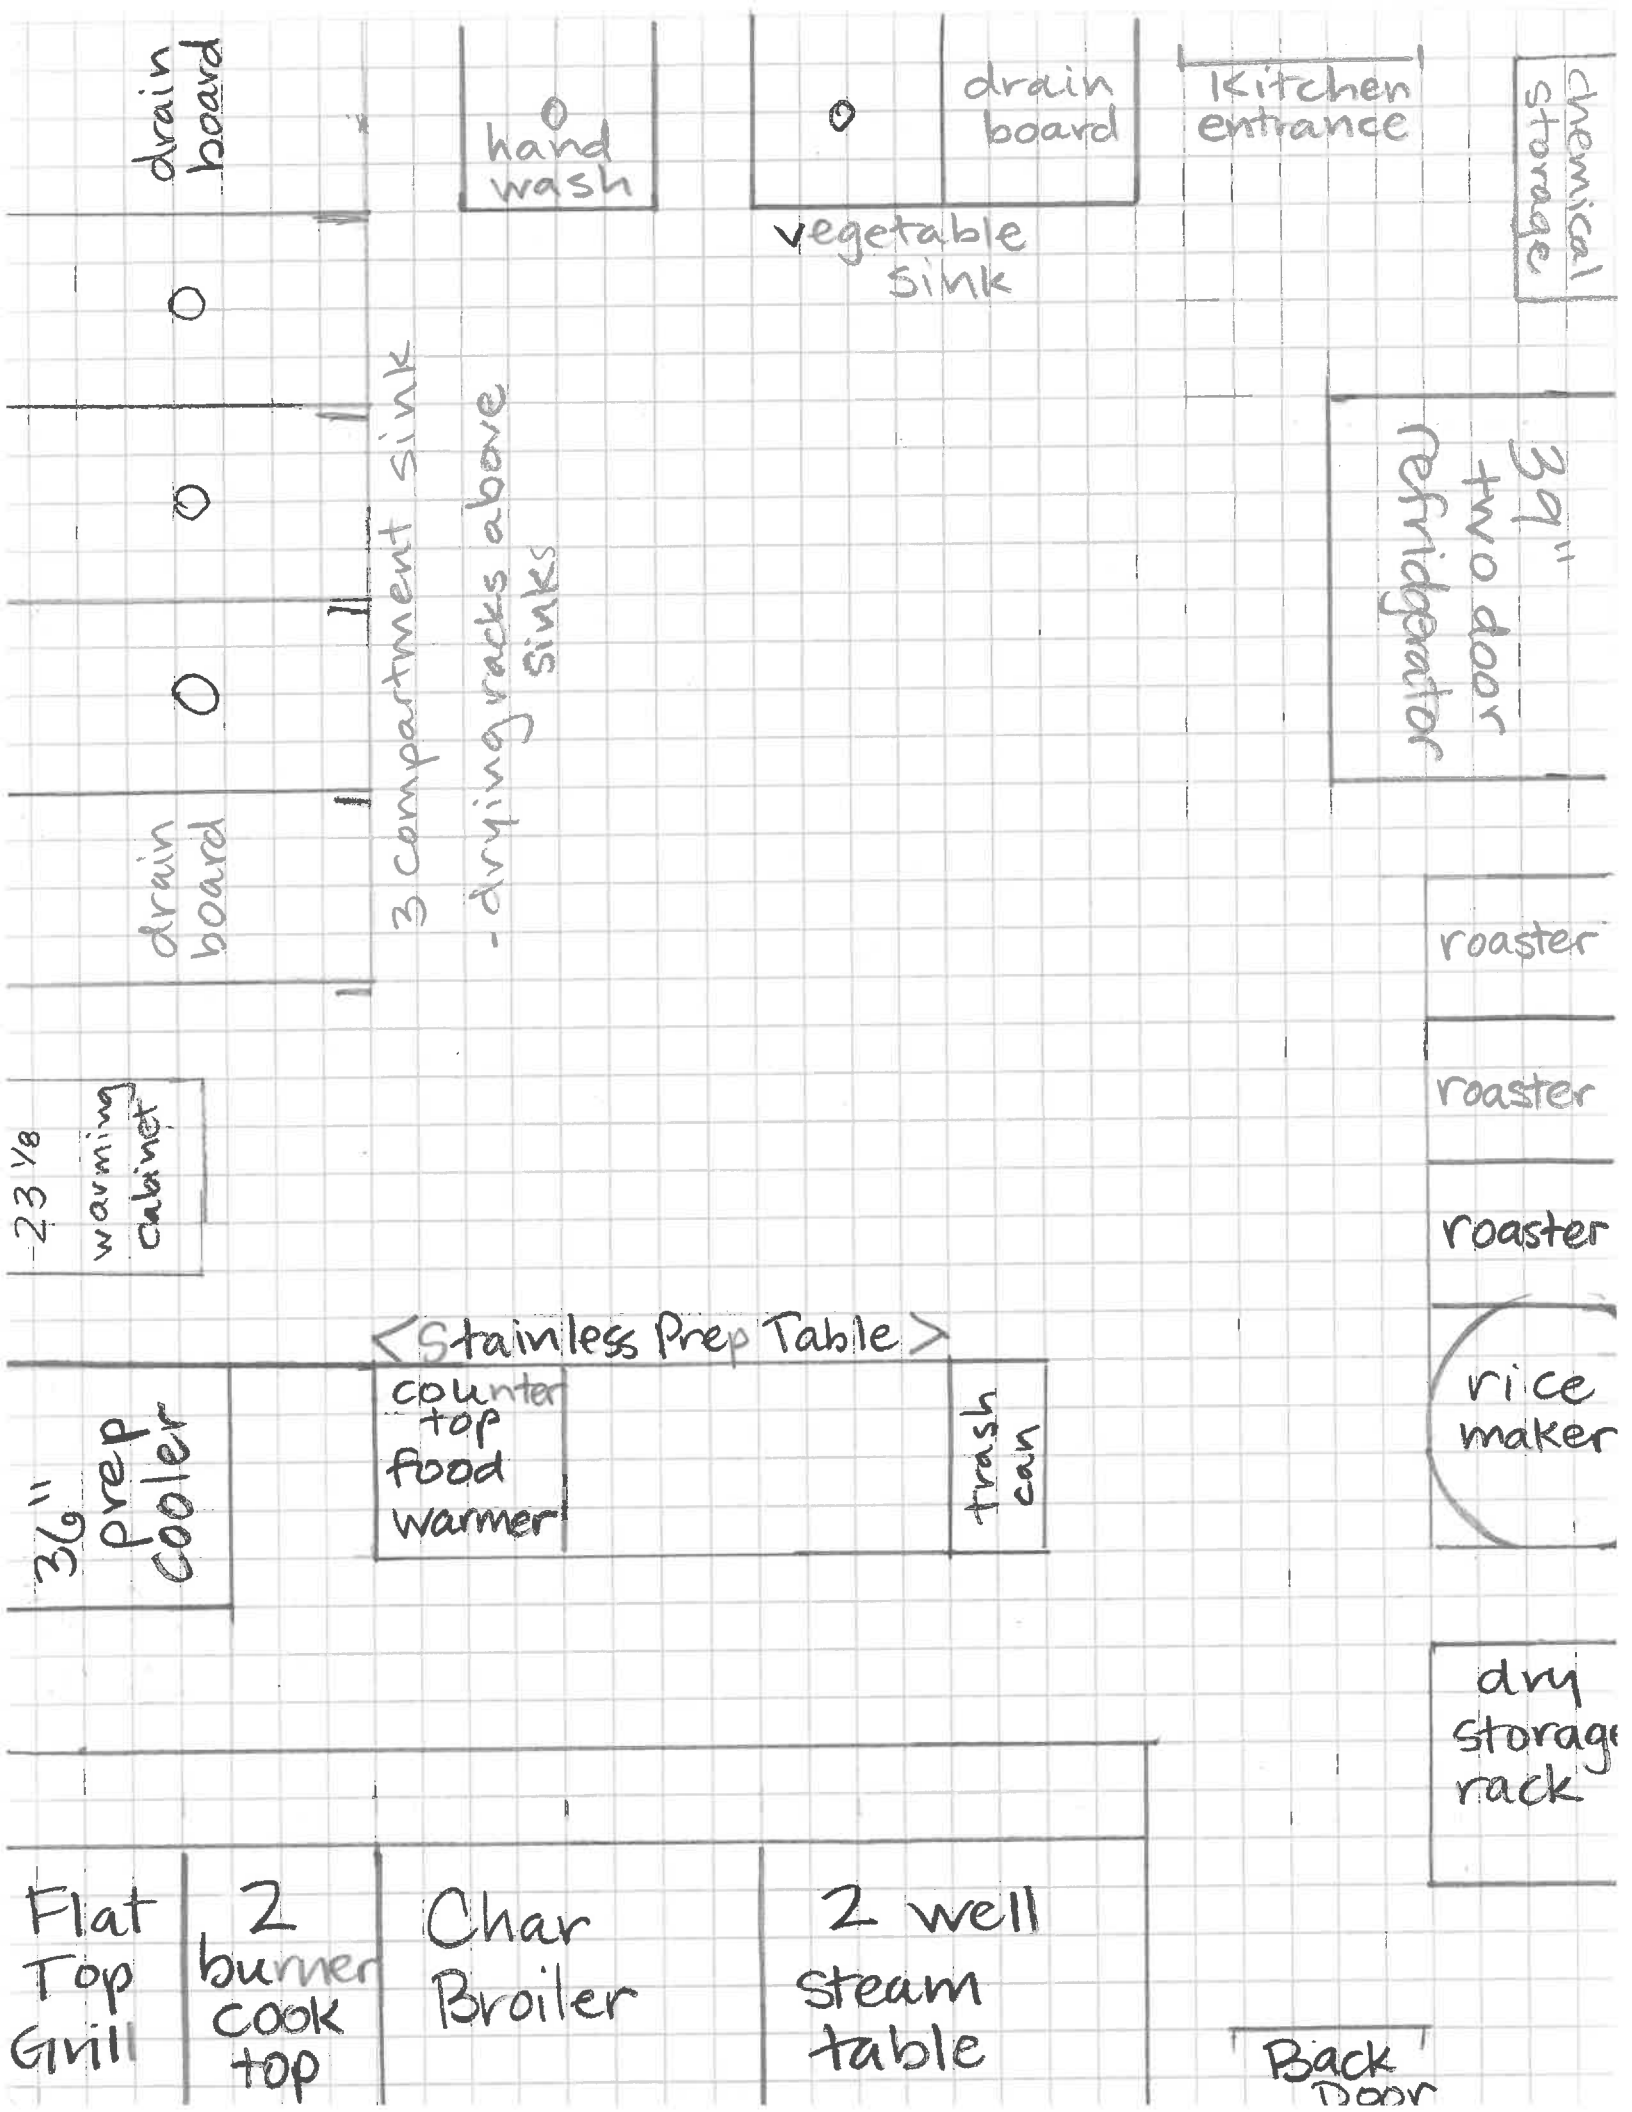 drain
board
hand
wash
drain
board
Kitchen
entrance
chemical
storage
vegetable
sink
3 compartment sink
-drying racks above
sinks
39"
two door
refridgerator
drain
board
roaster
roaster
roaster
23 1/8
warming
cabinet
<Stainless Prep Table>
36"
prep
cooler
counter
top
food
warmer
trash
can
rice
maker
dry
storage
rack
Flat
Top
Grill
2
burner
cook
top
Char
Broiler
2 well
steam
table
Back
Door